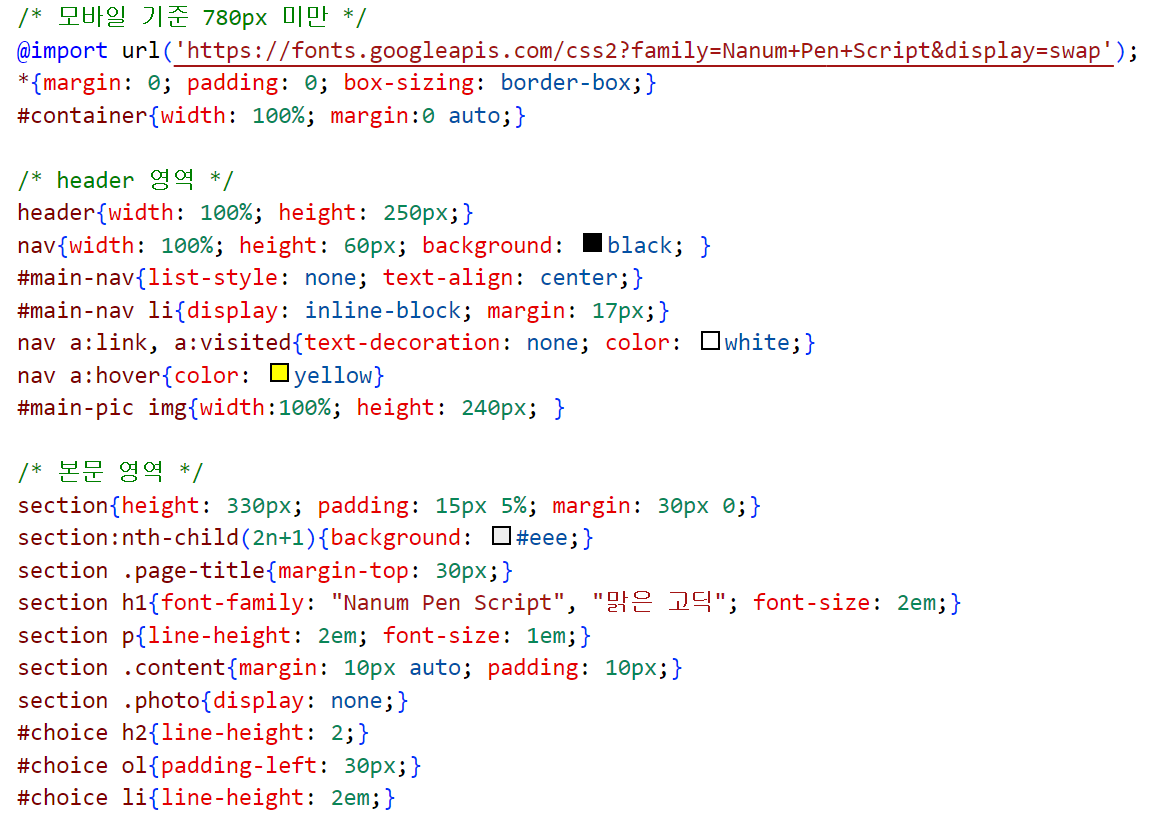 /* 모바일 기준 780px 미만 */
@import url('https://fonts.googleapis.com/css2?family=Nanum+Pen+Script&display=swap');
*{margin: 0; padding: 0; box-sizing: border-box;}
#container{width: 100%; margin:0 auto;}

/* header 영역 */
header{width: 100%; height: 250px;}
nav{width: 100%; height: 60px; background: black; }
#main-nav{list-style: none; text-align: center;}
#main-nav li{display: inline-block; margin: 17px;}
nav a:link, a:visited{text-decoration: none; color: white;}
nav a:hover{color: yellow}
#main-pic img{width:100%; height: 240px; }

/* 본문 영역 */
section{height: 330px; padding: 15px 5%; margin: 30px 0;}
section:nth-child(2n+1){background: #eee;}
section .page-title{margin-top: 30px;}
section h1{font-family: "Nanum Pen Script", "맑은 고딕"; font-size: 2em;}
section p{line-height: 2em; font-size: 1em;}
section .content{margin: 10px auto; padding: 10px;}
section .photo{display: none;}
#choice h2{line-height: 2;}
#choice ol{padding-left: 30px;}
#choice li{line-height: 2em;}